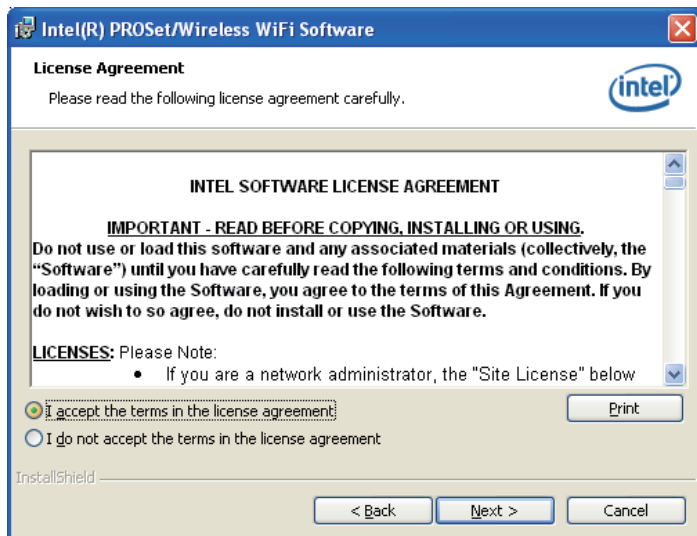 Intel(R) PROSet/Wireless WiFi Software
License Agreement
Please read the following license agreement carefully.
intel
INTEL SOFTWARE LICENSE AGREEMENT
IMPORTANT - READ BEFORE COPYING, INSTALLING OR USING.
Do not use or load this software and any associated materials (collectively, the
“Software”) until you have carefully read the following terms and conditions. By
loading or using the Software, you agree to the terms of this Agreement. If you
do not wish to so agree, do not install or use the Software.
LICENSES: Please Note:
• If you are a network administrator, the "Site License" below
I accept the terms in the license agreement
Print
I do not accept the terms in the license agreement
InstallShield
< Back
Next >
Cancel